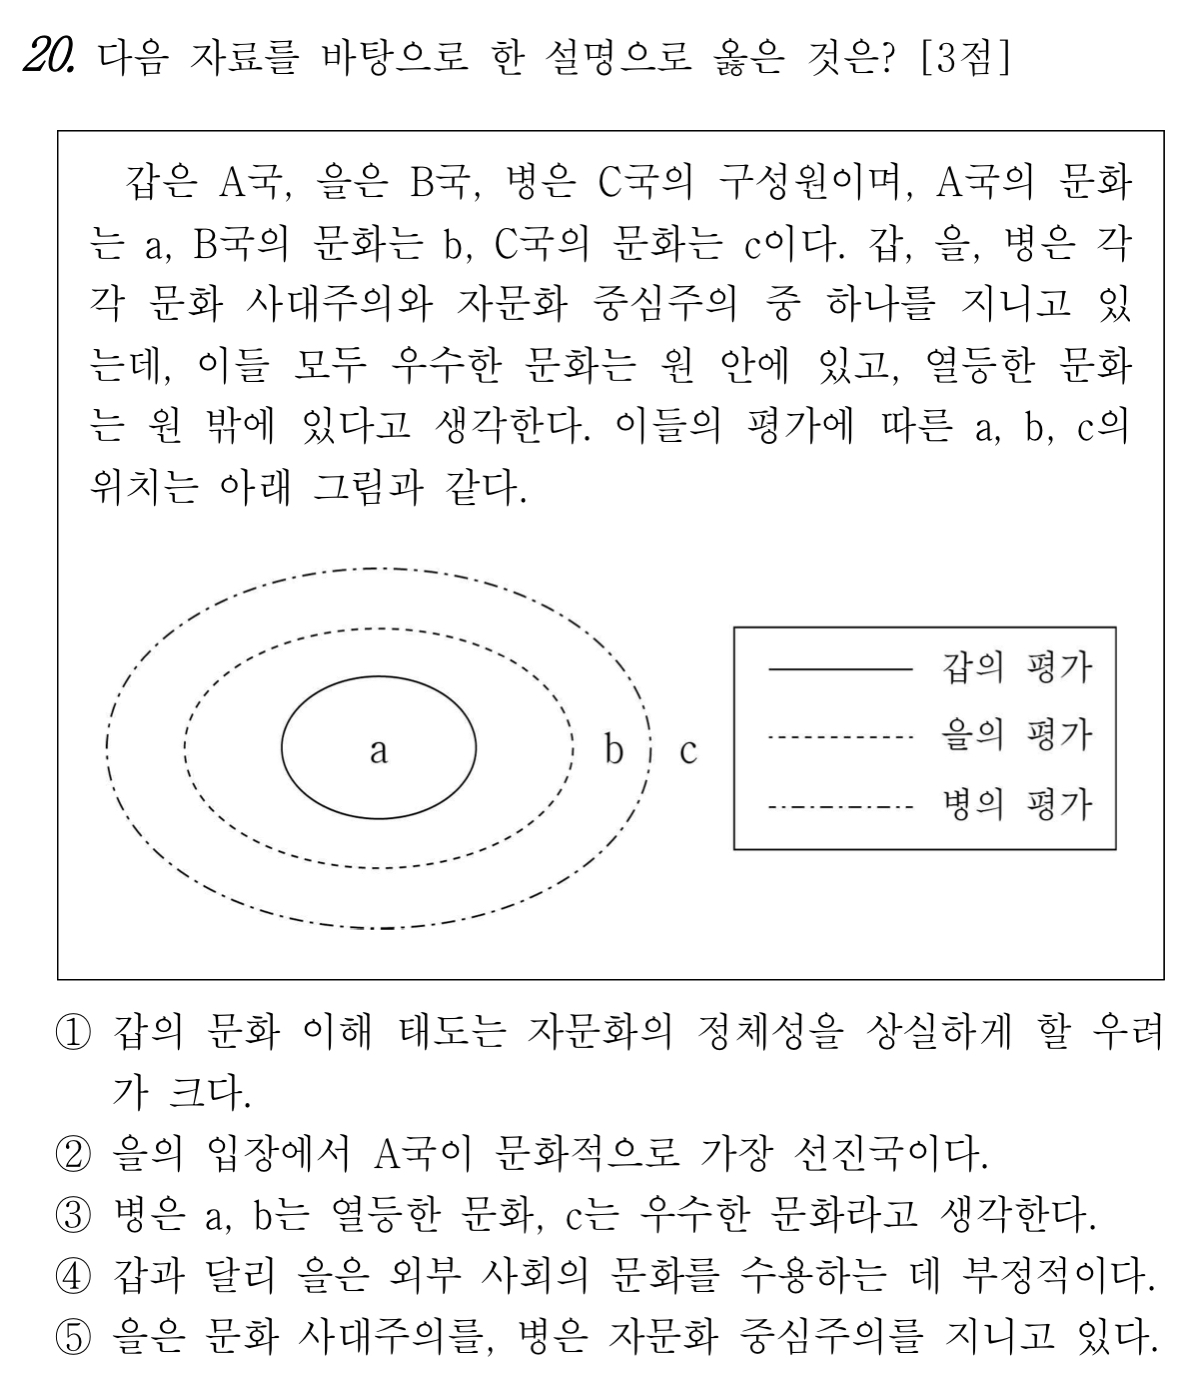 20. 다음 자료를 바탕으로 한 설명으로 옳은 것은? [3점]
갑은 A국, 을은 B국, 병은 C국의 구성원이며, A국의 문화
는 a, B국의 문화는 b, C국의 문화는 c이다. 갑, 을, 병은 각
각 문화 사대주의와 자문화 중심주의 중 하나를 지니고 있
는데, 이들 모두 우수한 문화는 원 안에 있고, 열등한 문화
는 원 밖에 있다고 생각한다. 이들의 평가에 따른 a, b, c의
위치는 아래 그림과 같다.
a b c
갑의 평가
을의 평가
병의 평가
① 갑의 문화 이해 태도는 자문화의 정체성을 상실하게 할 우려
가 크다.
② 을의 입장에서 A국이 문화적으로 가장 선진국이다.
③ 병은 a, b는 열등한 문화, c는 우수한 문화라고 생각한다.
④ 갑과 달리 을은 외부 사회의 문화를 수용하는 데 부정적이다.
⑤ 을은 문화 사대주의를, 병은 자문화 중심주의를 지니고 있다.